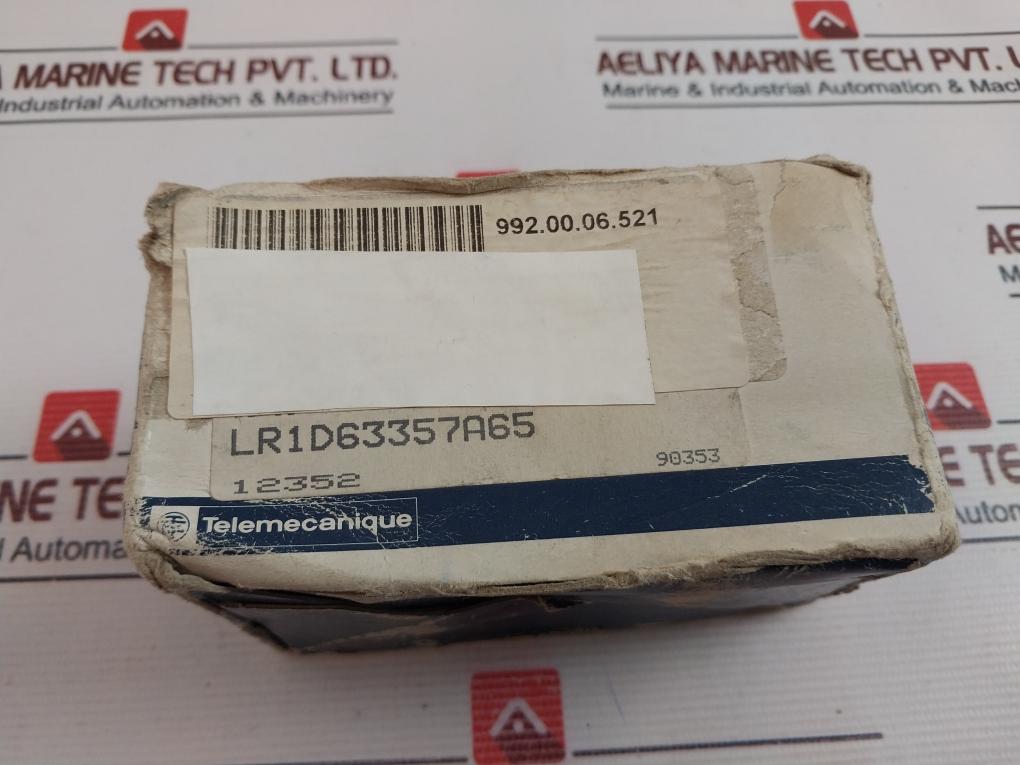 A MARINE TECH PVT. LTD.
Industrial Automation & Machinery
AELIYA MARINE TECH PVT.
Marine & Industrial Automation &
992.00.06.521
LR1D63357A65
90353
12352
Telemecanique